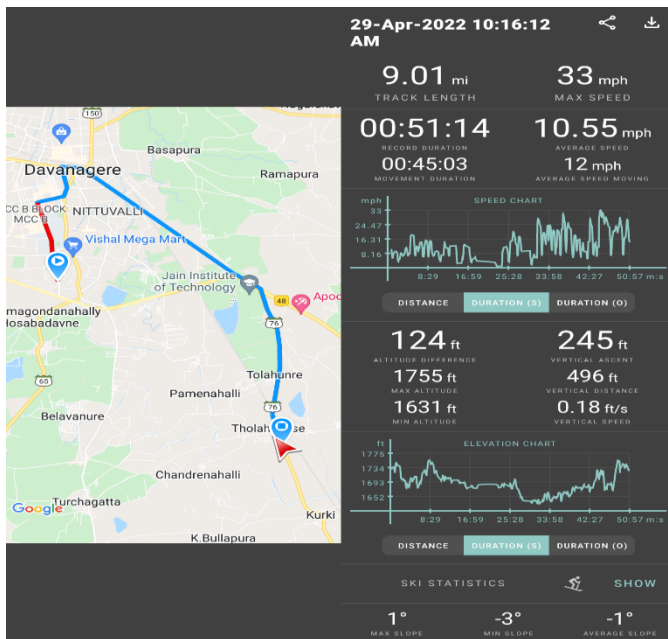 29-Apr-2022 10:16:12
AM
9.01 mi
TRACK LENGTH
33 mph
MAX SPEED
00:51:14
RECORD DURATION
10.55 mph
AVERAGE SPEED
00:45:03
MOVEMENT DURATION
12 mph
AVERAGE SPEED MOVING
mph
SPEED CHART
33
24.47
16.31
8.16
8:29 16:59 25:28 33:58 42:27 50:57 m:s
DISTANCE DURATION (S) DURATION (O)
124 ft
ALTITUDE DIFFERENCE
245 ft
VERTICAL ASCENT
1755 ft
MAX ALTITUDE
496 ft
VERTICAL DISTANCE
1631 ft
MIN ALTITUDE
0.18 ft/s
VERTICAL SPEED
ft
ELEVATION CHART
1775
1734
1693
1652
8:29 16:59 25:28 33:58 42:27 50:57 m:s
DISTANCE DURATION (S) DURATION (O)
SKI STATISTICS SHOW
1°
MAX SLOPE
-3°
MIN SLOPE
-1°
AVERAGE SLOPE
150
Basapura
Davanagere
Ramapura
CC B BLOCK
MCC B
NITTUVALLI
Vishal Mega Mart
Jain Institute
of Technology
48
Apoo
76
magondanahally
Hosabadavne
Tolahunre
65
Pamenahalli
76
Belavanure
Tholah se
Chandrenahalli
Turchagatta
Google
Kurki
K.Bullapura